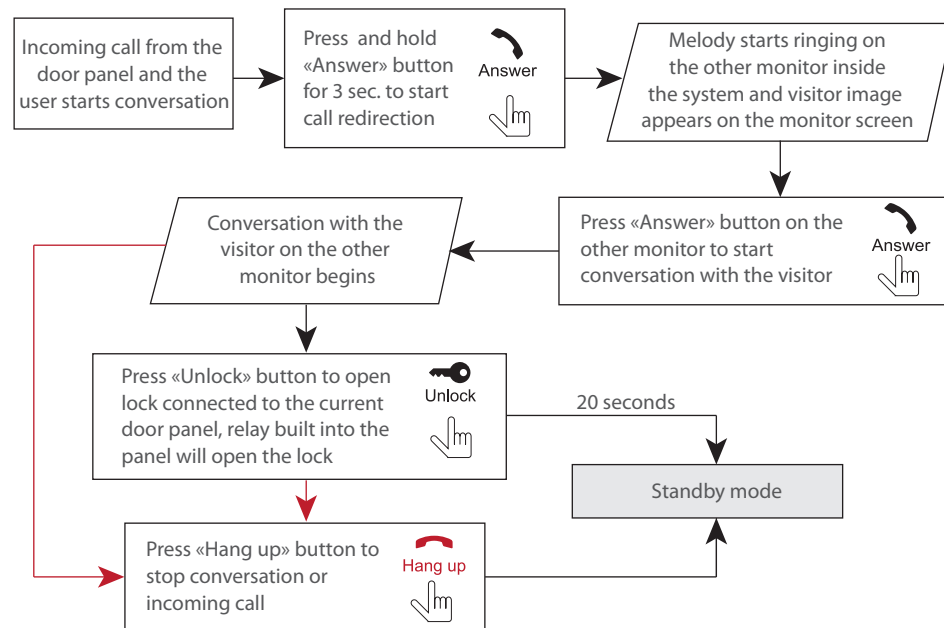 Incoming call from the
door panel and the
user starts conversation
Press and hold
«Answer» button
for 3 sec. to start
call redirection
Answer
Melody starts ringing on
the other monitor inside
the system and visitor image
appears on the monitor screen
Press «Answer» button on the
other monitor to start
conversation with the visitor
Answer
Conversation with the
visitor on the other
monitor begins
Press «Unlock» button to open
lock connected to the current
door panel, relay built into the
panel will open the lock
Unlock
20 seconds
Standby mode
Press «Hang up» button to
stop conversation or
incoming call
Hang up